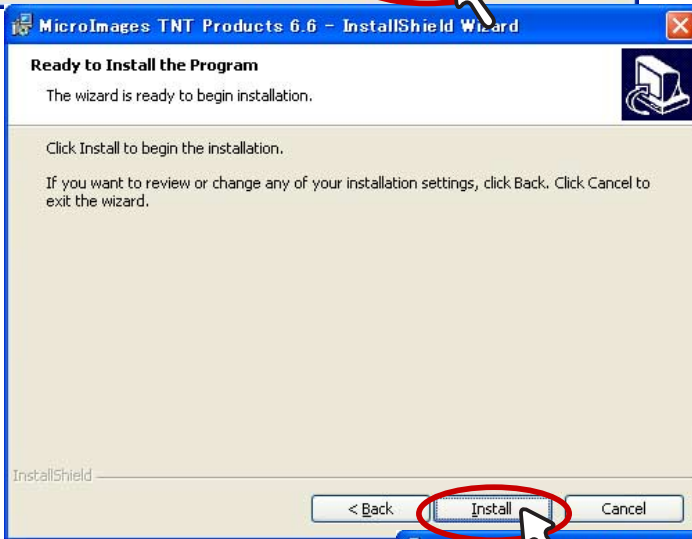 MicroImages TNT Products 6.6 - InstallShield Wizard
Ready to Install the Program
The wizard is ready to begin installation.
Click Install to begin the installation.
If you want to review or change any of your installation settings, click Back. Click Cancel to
exit the wizard.
InstallShield
< Back Install Cancel